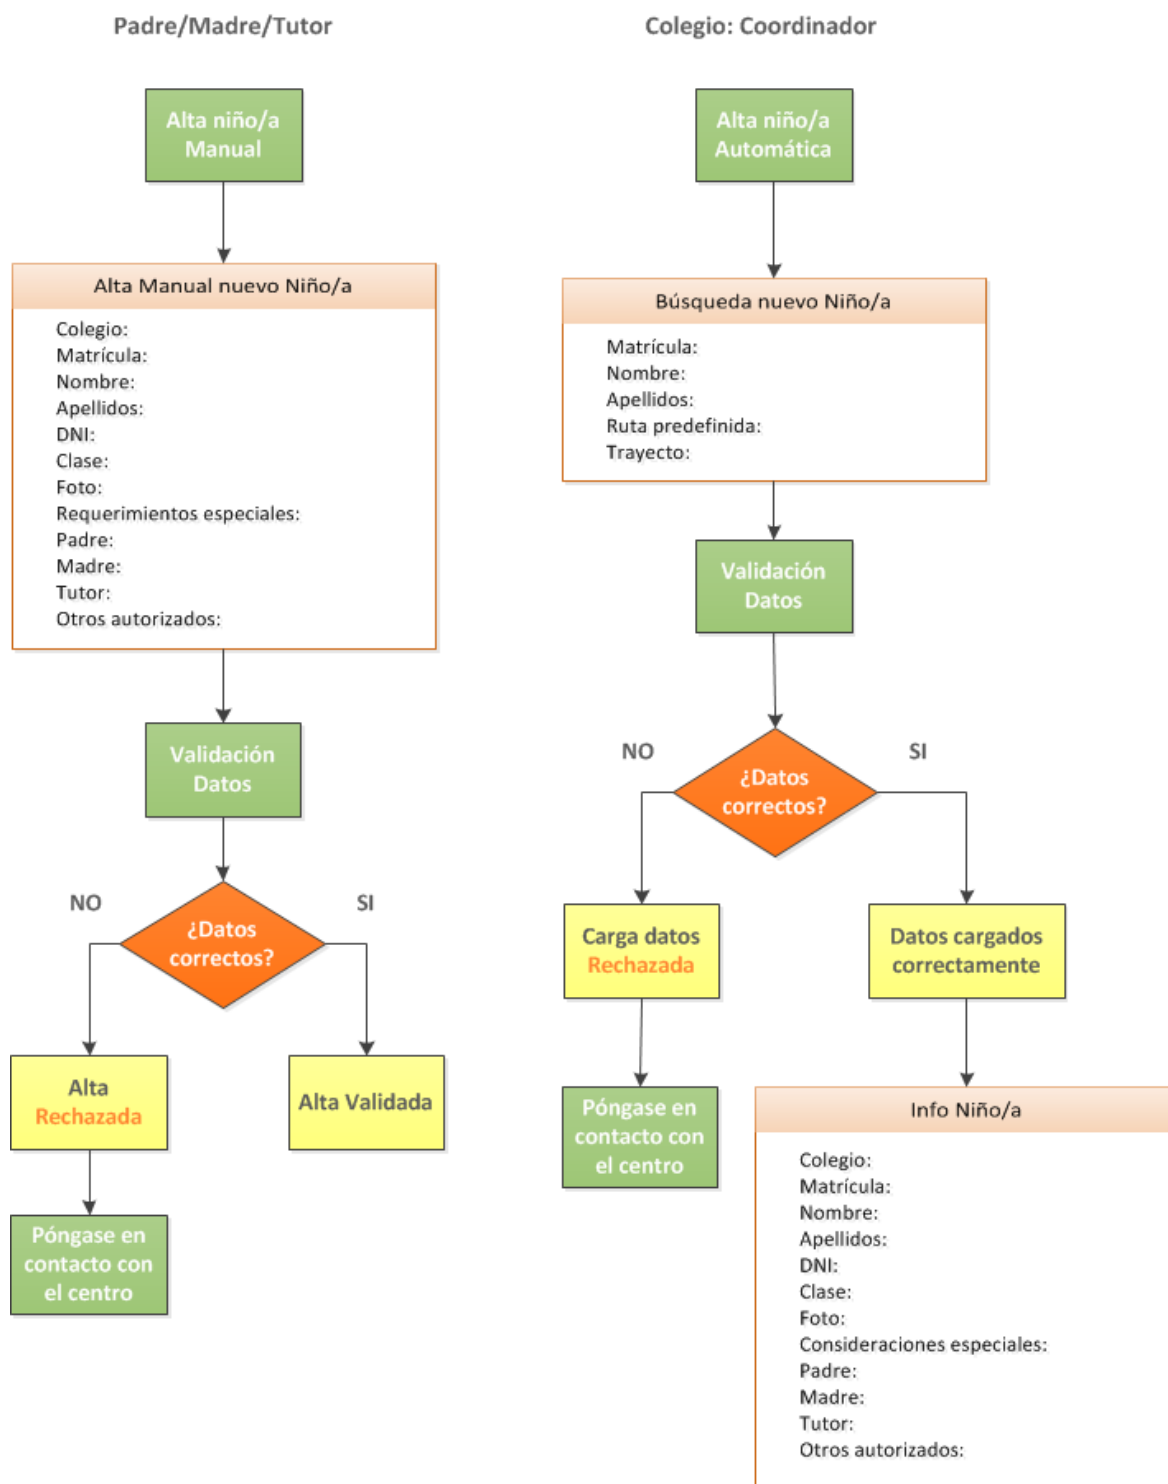 Padre/Madre/Tutor
Alta niño/a
Manual
Alta Manual nuevo Niño/a
Colegio:
Matrícula:
Nombre:
Apellidos:
DNI:
Clase:
Foto:
Requerimientos especiales:
Padre:
Madre:
Tutor:
Otros autorizados:
Validación
Datos
¿Datos
correctos?
NO
SI
Alta
Rechazada
Alta Validada
Póngase en
contacto con
el centro
Colegio: Coordinador
Alta niño/a
Automática
Búsqueda nuevo Niño/a
Matrícula:
Nombre:
Apellidos:
Ruta predefinida:
Trayecto:
Validación
Datos
¿Datos
correctos?
NO
SI
Carga datos
Rechazada
Datos cargados
correctamente
Póngase en
contacto con
el centro
Info Niño/a
Colegio:
Matrícula:
Nombre:
Apellidos:
DNI:
Clase:
Foto:
Consideraciones especiales:
Padre:
Madre:
Tutor:
Otros autorizados: